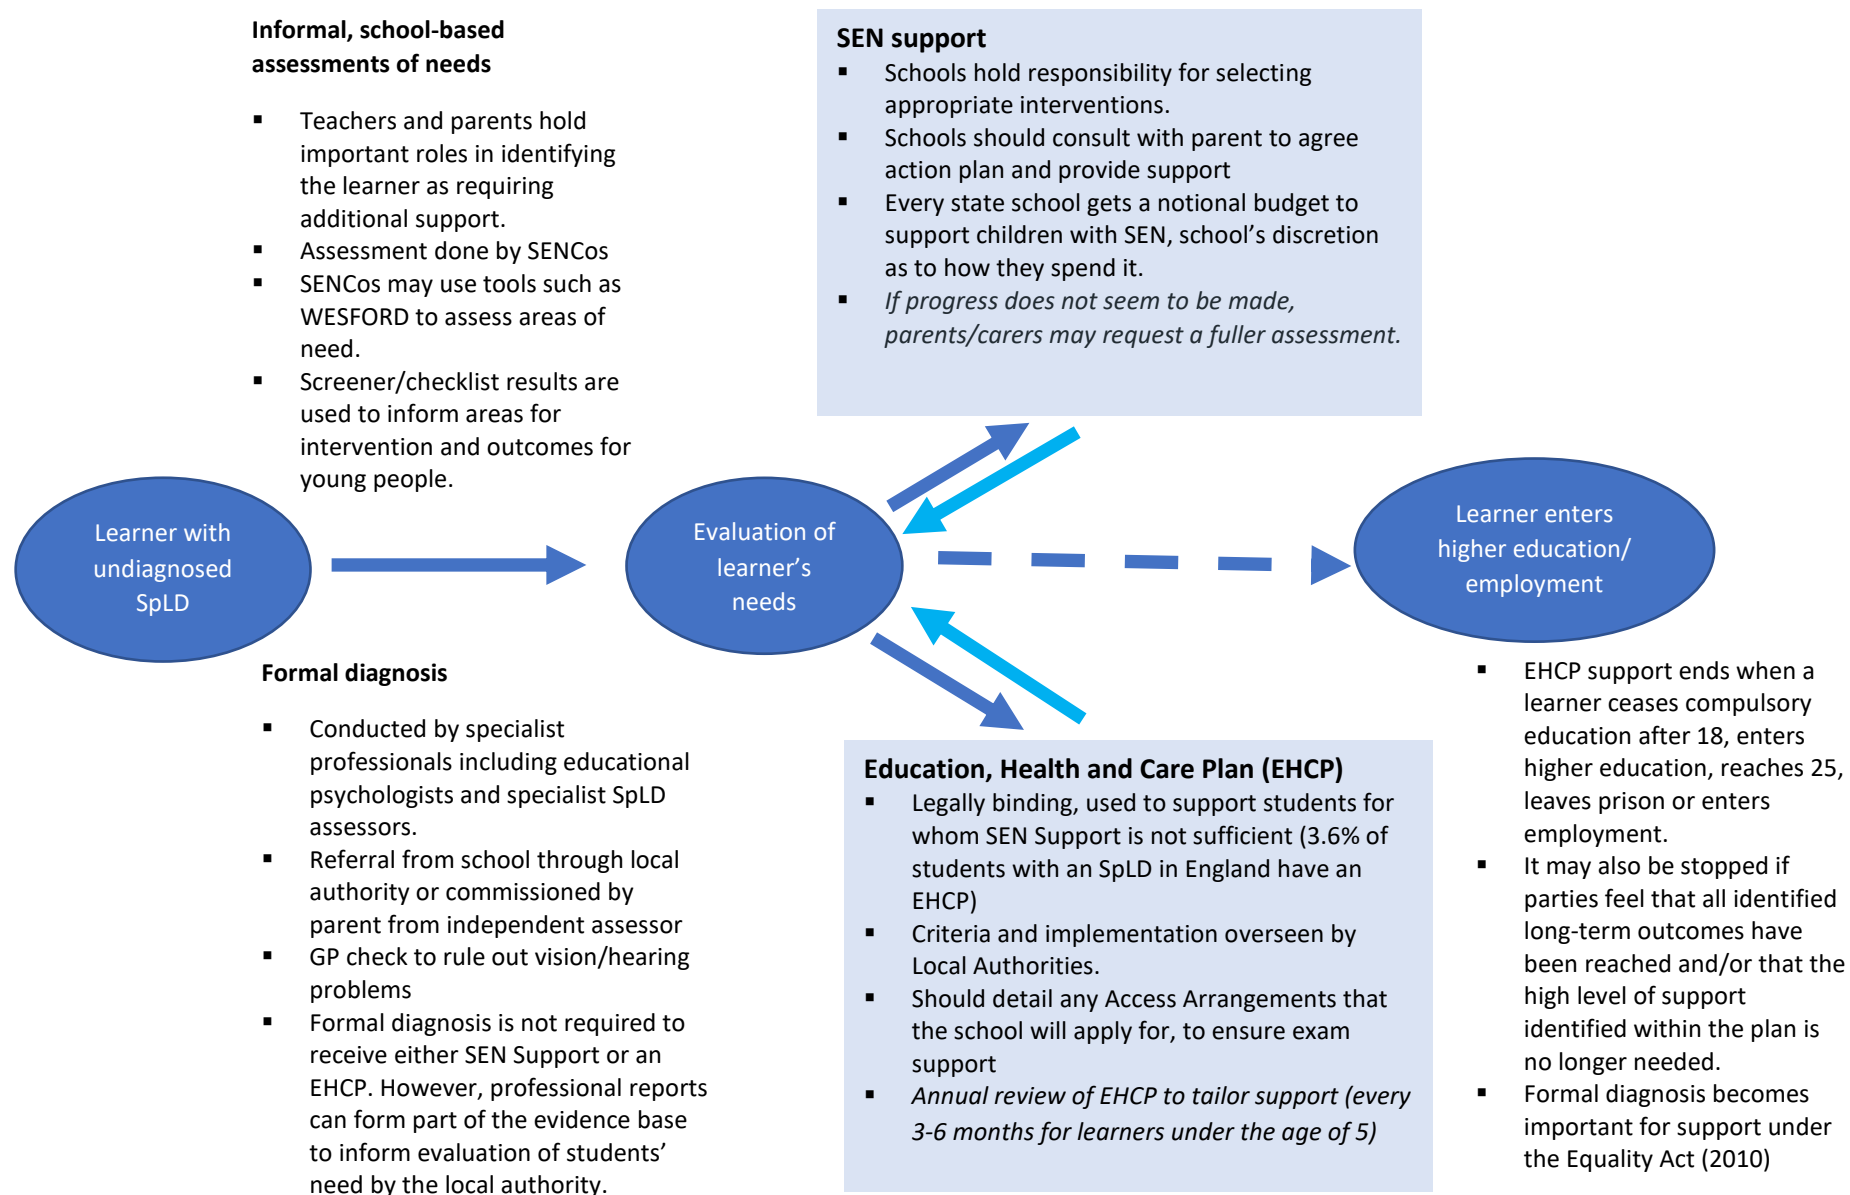 Informal, school-based
assessments of needs
▪ Teachers and parents hold
important roles in identifying
the learner as requiring
additional support.
▪ Assessment done by SENCos
▪ SENCos may use tools such as
WESFORD to assess areas of
need.
▪ Screener/checklist results are
used to inform areas for
intervention and outcomes for
young people.
SEN support
▪ Schools hold responsibility for selecting
appropriate interventions.
▪ Schools should consult with parent to agree
action plan and provide support
▪ Every state school gets a notional budget to
support children with SEN, school’s discretion
as to how they spend it.
▪ If progress does not seem to be made,
parents/carers may request a fuller assessment.
Learner with
undiagnosed
SpLD
Evaluation of
learner’s
needs
Learner enters
higher education/
employment
Formal diagnosis
▪ Conducted by specialist
professionals including educational
psychologists and specialist SpLD
assessors.
▪ Referral from school through local
authority or commissioned by
parent from independent assessor
▪ GP check to rule out vision/hearing
problems
▪ Formal diagnosis is not required to
receive either SEN Support or an
EHCP. However, professional reports
can form part of the evidence base
to inform evaluation of students’
need by the local authority.
Education, Health and Care Plan (EHCP)
▪ Legally binding, used to support students for
whom SEN Support is not sufficient (3.6% of
students with an SpLD in England have an
EHCP)
▪ Criteria and implementation overseen by
Local Authorities.
▪ Should detail any Access Arrangements that
the school will apply for, to ensure exam
support
▪ Annual review of EHCP to tailor support (every
3-6 months for learners under the age of 5)
▪ EHCP support ends when a
learner ceases compulsory
education after 18, enters
higher education, reaches 25,
leaves prison or enters
employment.
▪ It may also be stopped if
parties feel that all identified
long-term outcomes have
been reached and/or that the
high level of support
identified within the plan is
no longer needed.
▪ Formal diagnosis becomes
important for support under
the Equality Act (2010)